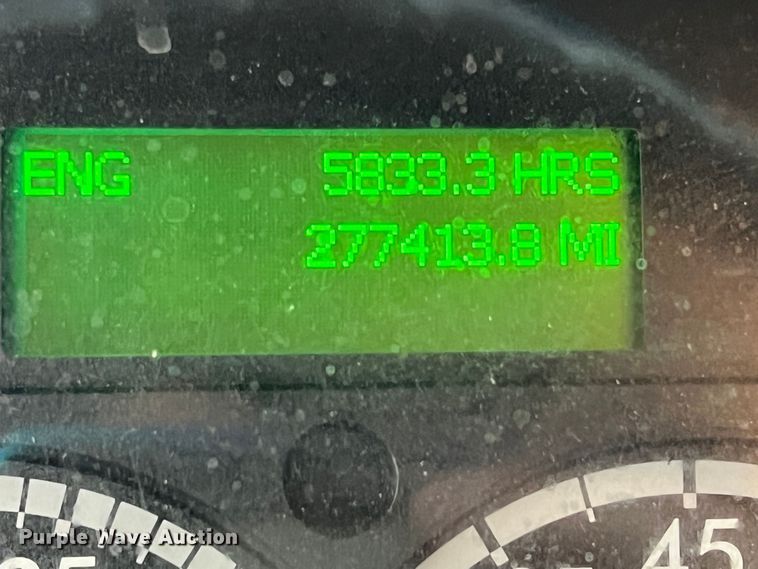 ENG 5833.3 HRS
277413.8 MI
45
Purple Wave Auction